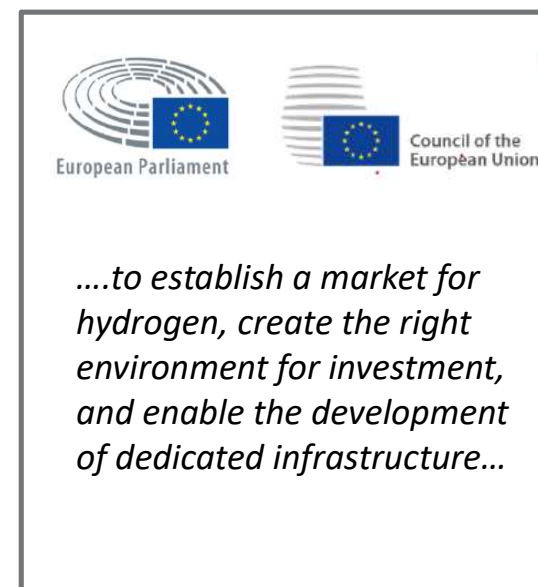 European Parliament
Council of the
European Union
....to establish a market for
hydrogen, create the right
environment for investment,
and enable the development
of dedicated infrastructure…